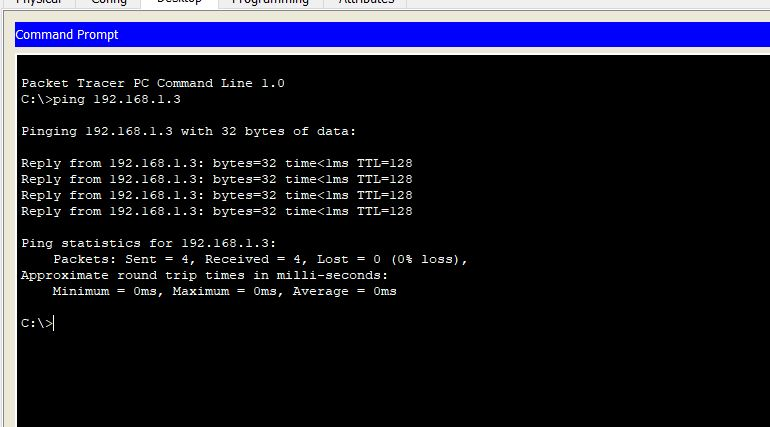 Physical Config Desktop Programming Attributes
Command Prompt
Packet Tracer PC Command Line 1.0
C:\>ping 192.168.1.3
Pinging 192.168.1.3 with 32 bytes of data:
Reply from 192.168.1.3: bytes=32 time<1ms TTL=128
Reply from 192.168.1.3: bytes=32 time<1ms TTL=128
Reply from 192.168.1.3: bytes=32 time<1ms TTL=128
Reply from 192.168.1.3: bytes=32 time<1ms TTL=128
Ping statistics for 192.168.1.3:
Packets: Sent = 4, Received = 4, Lost = 0 (0% loss),
Approximate round trip times in milli-seconds:
Minimum = 0ms, Maximum = 0ms, Average = 0ms
C:\>